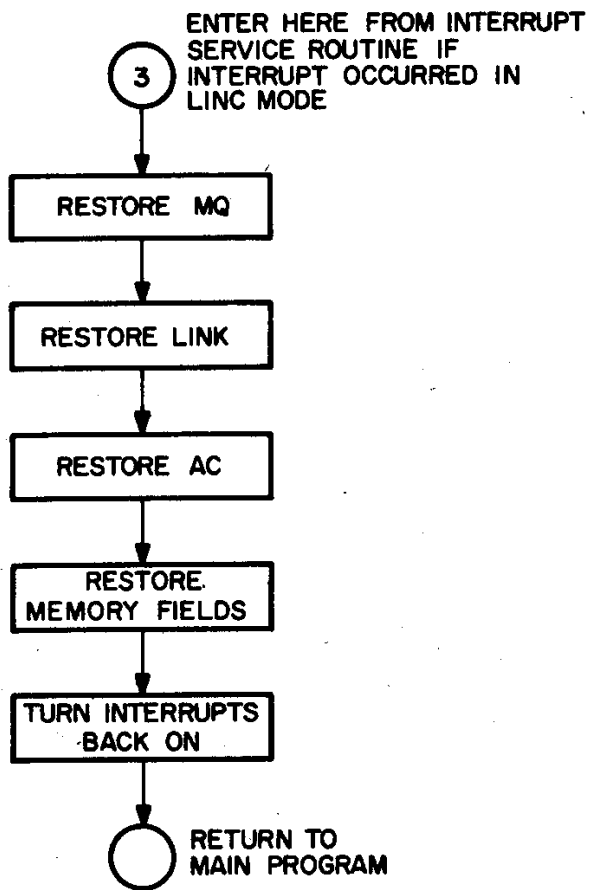 ENTER HERE FROM INTERRUPT
SERVICE ROUTINE IF
INTERRUPT OCCURRED IN
LINC MODE
3
RESTORE MQ
RESTORE LINK
RESTORE AC
RESTORE
MEMORY FIELDS
TURN INTERRUPTS
BACK ON
RETURN TO
MAIN PROGRAM